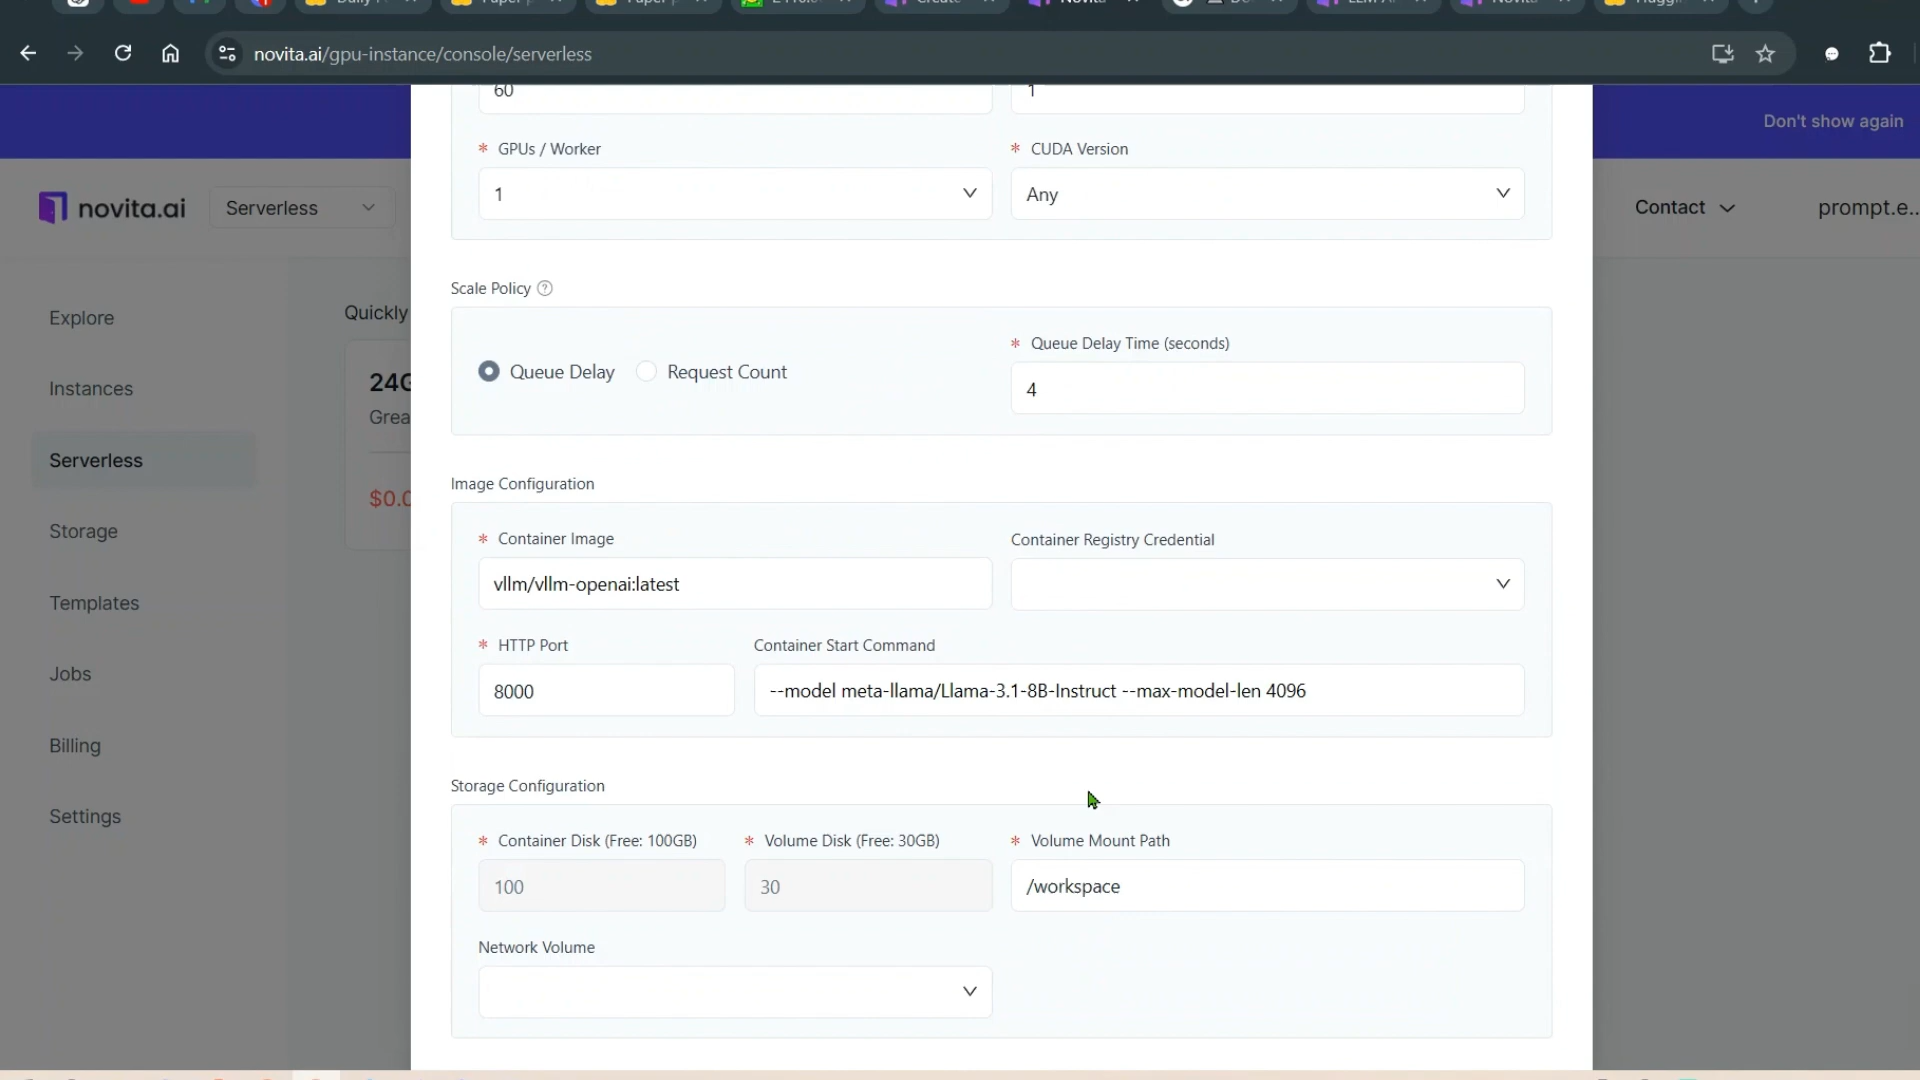 novita.ai/gpu-instance/console/serverless
Don't show again
novita.ai
Serverless
Contact
prompt.e...
Explore
Instances
Serverless
Storage
Templates
Jobs
Billing
Settings
Quickly
$0.0
60
1
* GPUs / Worker
* CUDA Version
1
Any
Scale Policy
Queue Delay
Request Count
* Queue Delay Time (seconds)
4
Image Configuration
* Container Image
Container Registry Credential
vllm/vllm-openai:latest
* HTTP Port
Container Start Command
8000
--model meta-llama/Llama-3.1-8B-Instruct --max-model-len 4096
Storage Configuration
* Container Disk (Free: 100GB)
* Volume Disk (Free: 30GB)
* Volume Mount Path
100
30
/workspace
Network Volume